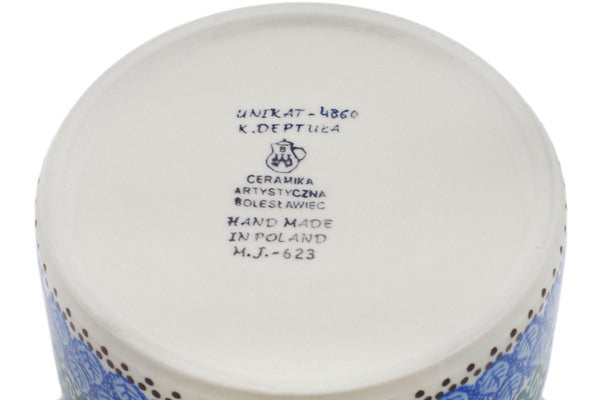 UNIKAT - 4860
K. DEPTUŁA
CERAMIKA
ARTYSTYCZNA
BOLESŁAWIEC
HAND MADE
IN POLAND
M.J.-623